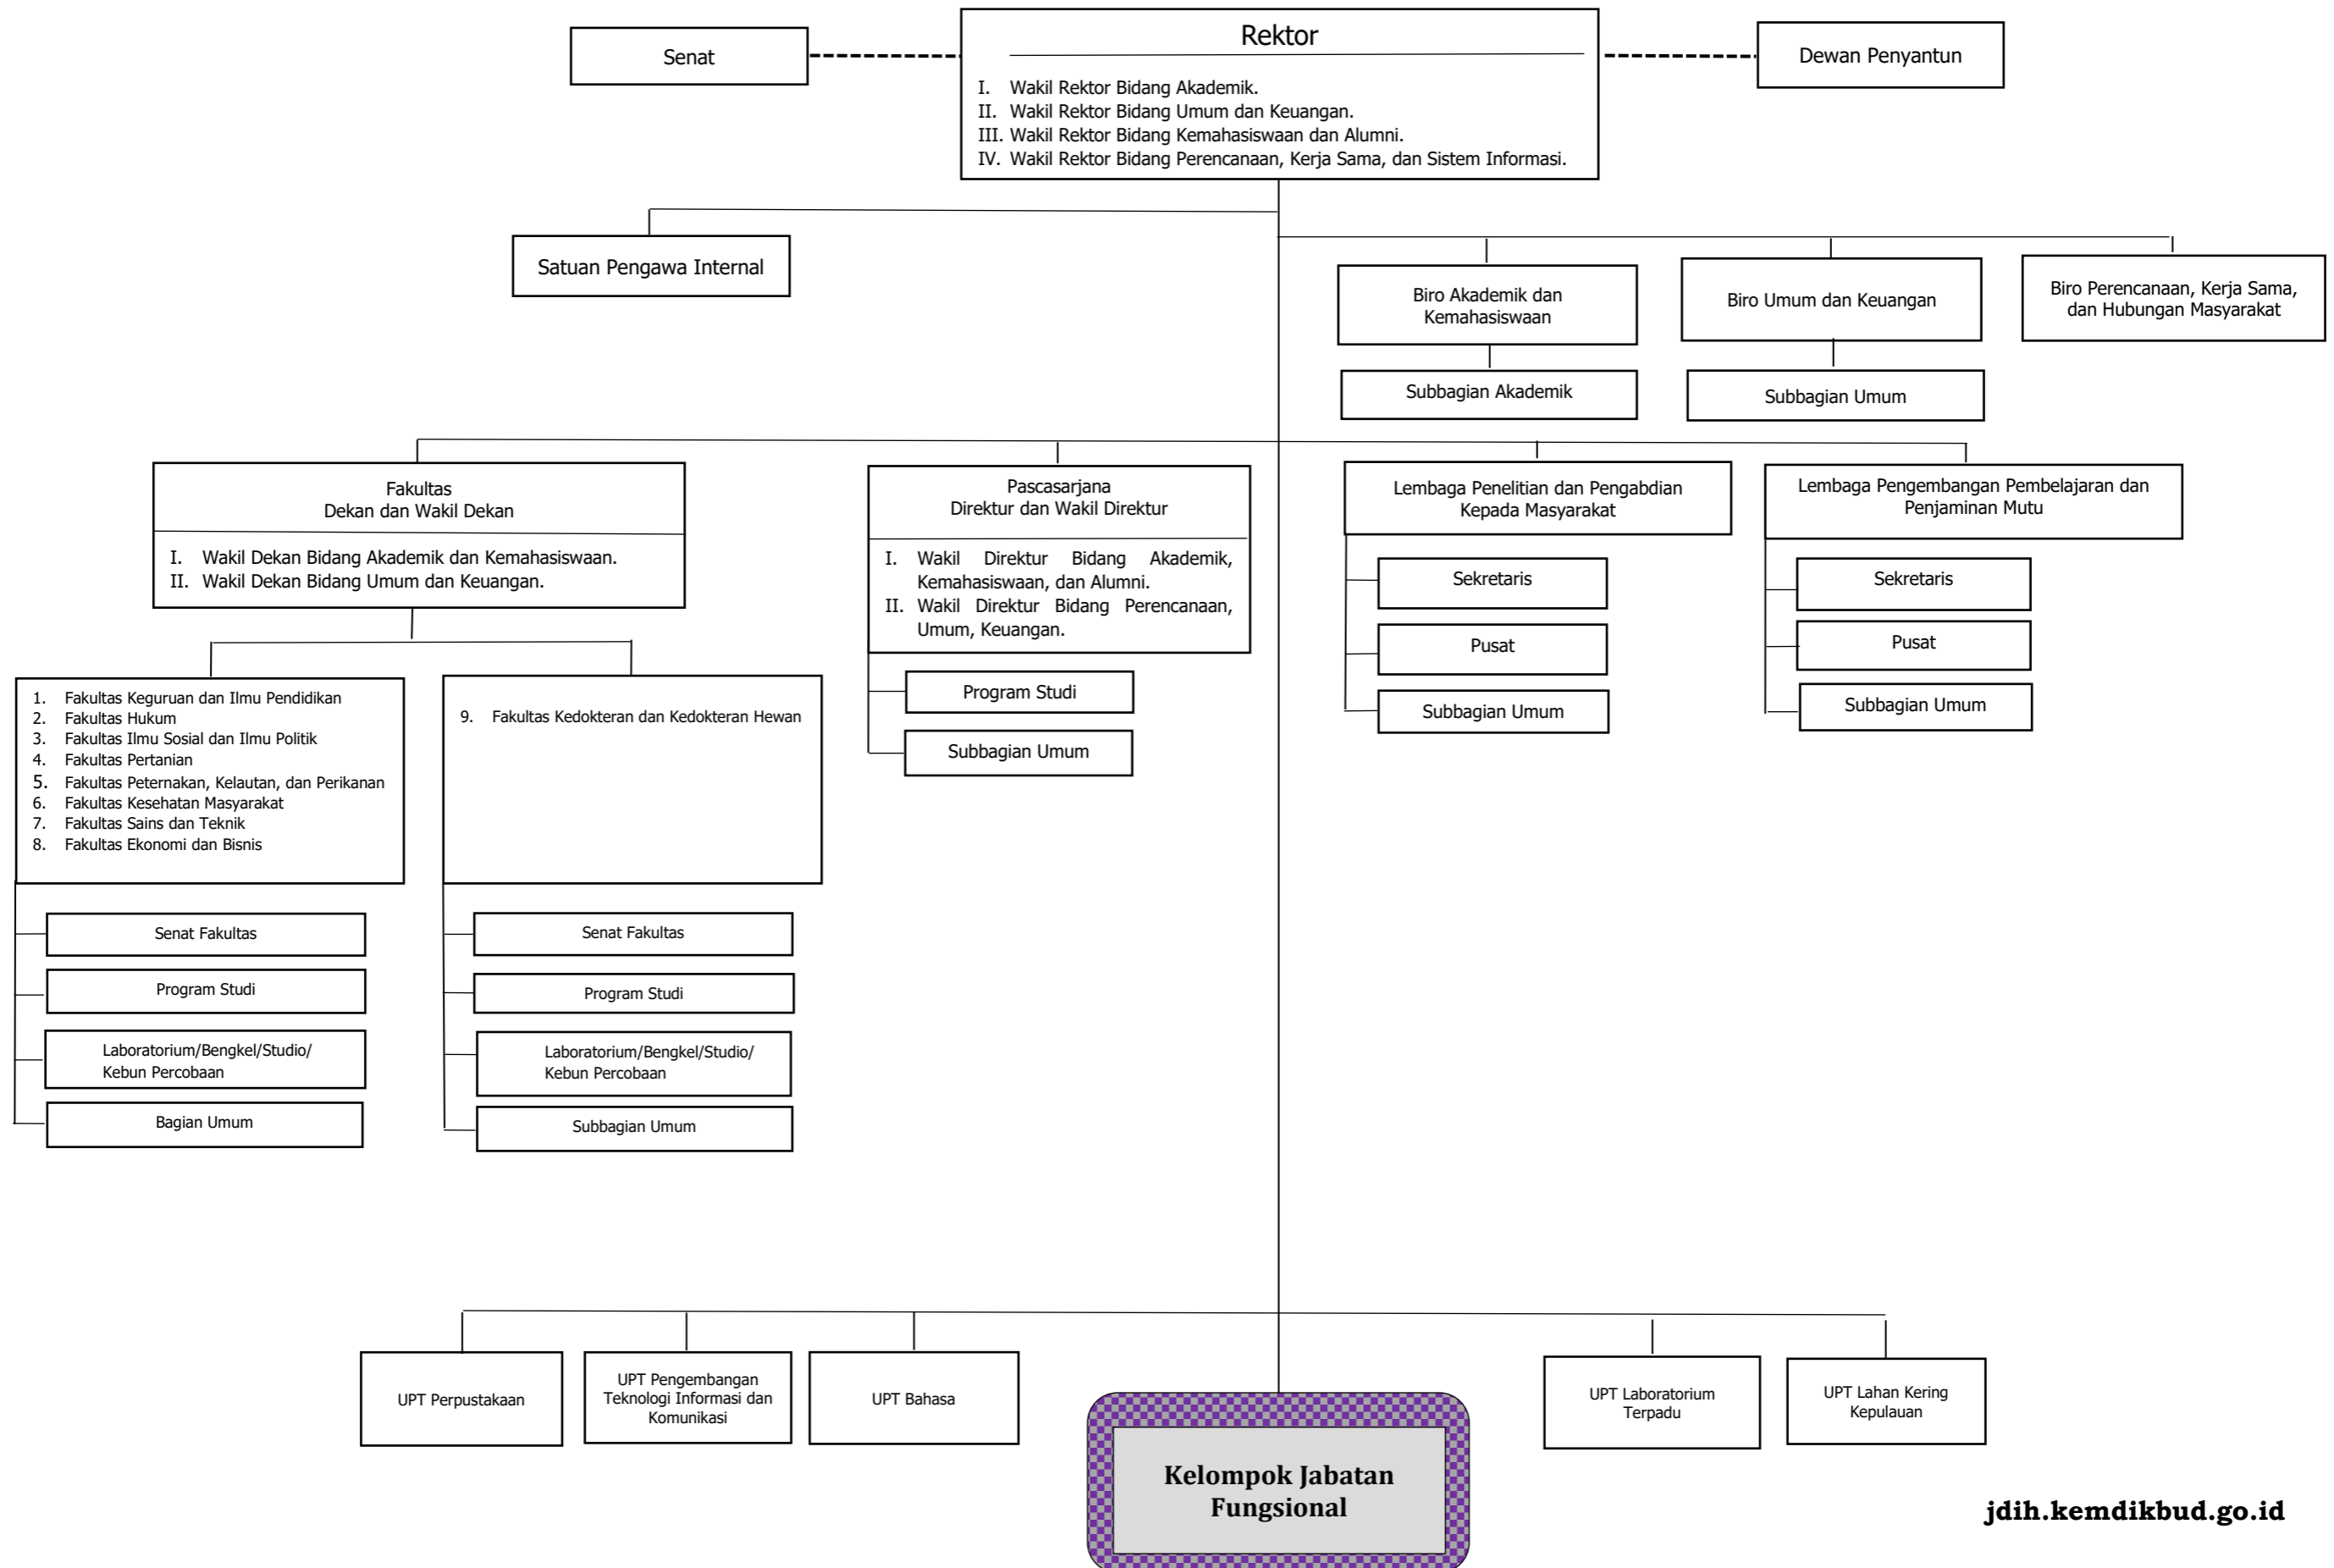 Senat
Rektor
I. Wakil Rektor Bidang Akademik.
II. Wakil Rektor Bidang Umum dan Keuangan.
III. Wakil Rektor Bidang Kemahasiswaan dan Alumni.
IV. Wakil Rektor Bidang Perencanaan, Kerja Sama, dan Sistem Informasi.
Dewan Penyantun
Satuan Pengawa Internal
Biro Akademik dan
Kemahasiswaan
Biro Umum dan Keuangan
Biro Perencanaan, Kerja Sama,
dan Hubungan Masyarakat
Subbagian Akademik
Subbagian Umum
Fakultas
Dekan dan Wakil Dekan
I. Wakil Dekan Bidang Akademik dan Kemahasiswaan.
II. Wakil Dekan Bidang Umum dan Keuangan.
Pascasarjana
Direktur dan Wakil Direktur
I. Wakil Direktur Bidang Akademik,
Kemahasiswaan, dan Alumni.
II. Wakil Direktur Bidang Perencanaan,
Umum, Keuangan.
Program Studi
Subbagian Umum
Lembaga Penelitian dan Pengabdian
Kepada Masyarakat
Sekretaris
Pusat
Subbagian Umum
Lembaga Pengembangan Pembelajaran dan
Penjaminan Mutu
Sekretaris
Pusat
Subbagian Umum
1. Fakultas Keguruan dan Ilmu Pendidikan
2. Fakultas Hukum
3. Fakultas Ilmu Sosial dan Ilmu Politik
4. Fakultas Pertanian
5. Fakultas Peternakan, Kelautan, dan Perikanan
6. Fakultas Kesehatan Masyarakat
7. Fakultas Sains dan Teknik
8. Fakultas Ekonomi dan Bisnis
Senat Fakultas
Program Studi
Laboratorium/Bengkel/Studio/
Kebun Percobaan
Bagian Umum
9. Fakultas Kedokteran dan Kedokteran Hewan
Senat Fakultas
Program Studi
Laboratorium/Bengkel/Studio/
Kebun Percobaan
Subbagian Umum
UPT Perpustakaan
UPT Pengembangan
Teknologi Informasi dan
Komunikasi
UPT Bahasa
Kelompok Jabatan
Fungsional
UPT Laboratorium
Terpadu
UPT Lahan Kering
Kepulauan
jdih.kemdikbud.go.id